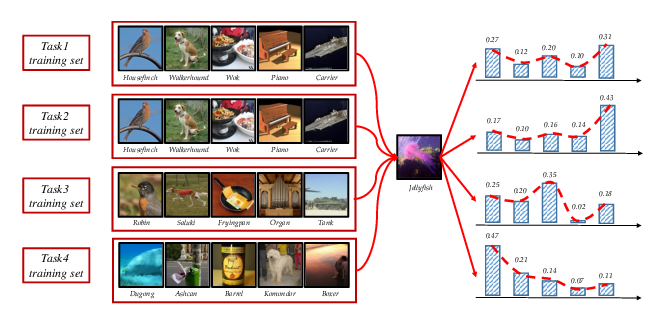 Task1
training set
Housefinch Walkerhound Wok Piano Carrier
0.27 0.12 0.20 0.10 0.31
Task2
training set
Housefinch Walkerhound Wok Piano Carrier
0.17 0.10 0.16 0.14 0.43
Jellyfish
Task3
training set
Robin Saluki Fryingpan Organ Tank
0.25 0.20 0.35 0.02 0.18
Task4
training set
Dugong Ashcan Barrel Komondor Boxer
0.47 0.21 0.14 0.07 0.11